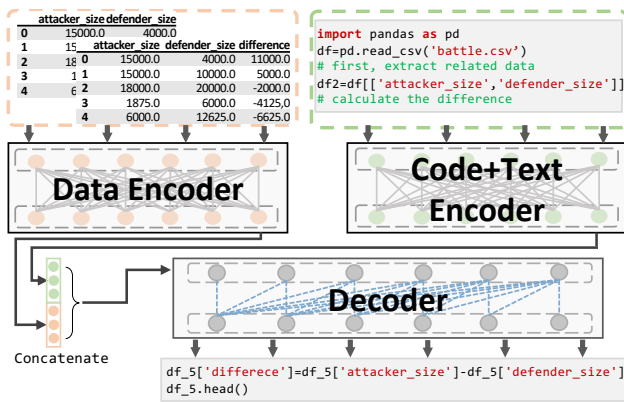 attacker_size defender_size
0 15000.0 4000.0
1 15
2 18
3 1
4 6
attacker_size defender_size difference
0 15000.0 4000.0 11000.0
1 15000.0 10000.0 5000.0
2 18000.0 20000.0 -2000.0
3 1875.0 6000.0 -4125,0
4 6000.0 12625.0 -6625.0
import pandas as pd
df=pd.read_csv('battle.csv’)
# first, extract related data
df2=df[['attacker_size','defender_size']]
# calculate the difference
Data Encoder
Code+Text
Encoder
Decoder
Concatenate
df_5['differece']=df_5['attacker_size']-df_5['defender_size']
df_5.head()